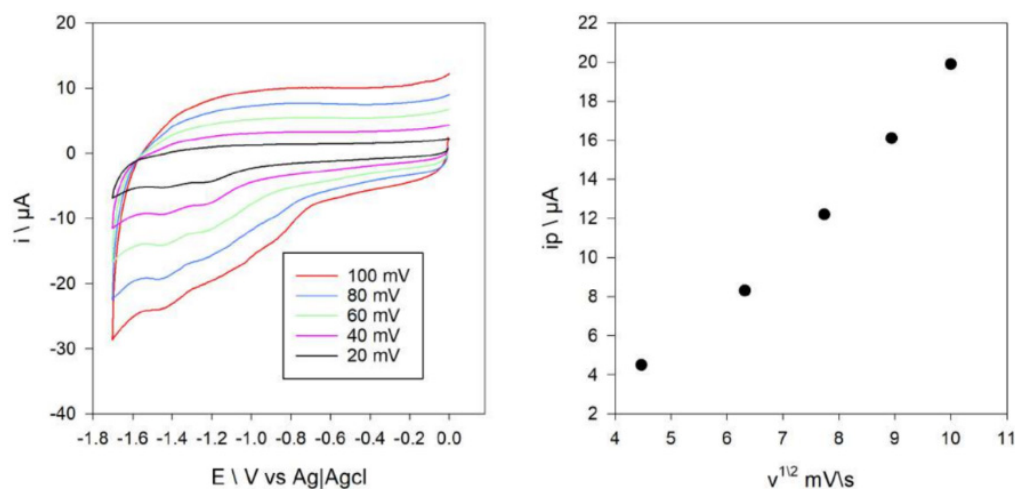 20
10
0
-10
-20
-30
-40
i \ µA
100 mV
80 mV
60 mV
40 mV
20 mV
-1.8 -1.6 -1.4 -1.2 -1.0 -0.8 -0.6 -0.4 -0.2 0.0
E \ V vs Ag|Agcl
22
20
18
16
14
12
10
8
6
4
2
ip \ µA
4 5 6 7 8 9 10 11
v1\2 mV\s